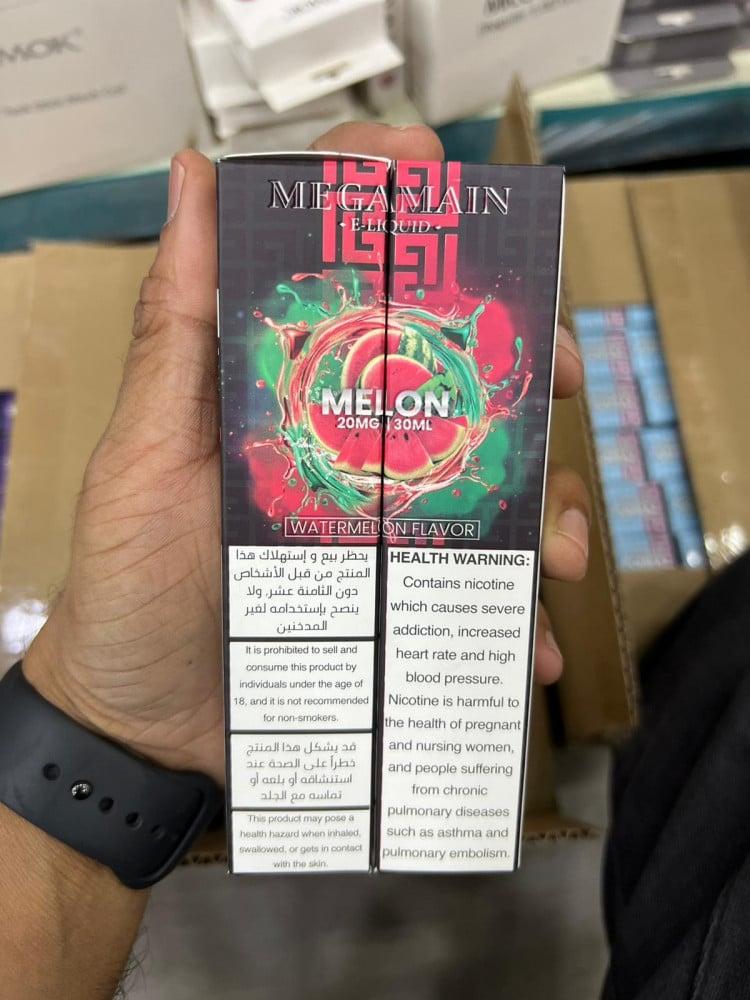 MEGAMAIN
• E-LIQUID •
MELON
20MG | 30ML
WATERMELON FLAVOR
يحظر بيع و إستهلاك هذا
المنتج من قبل الأشخاص
دون الثامنة عشر، ولا
ينصح بإستخدامه لغير
المدخنين
It is prohibited to sell and
consume this product by
individuals under the age of
18, and it is not recommended
for non-smokers.
قد يشكل هذا المنتج
خطراً على الصحة عند
استنشاقه أو بلعه أو
تماسه مع الجلد
This product may pose a
health hazard when inhaled,
swallowed, or gets in contact
with the skin.
HEALTH WARNING:
Contains nicotine
which causes severe
addiction, increased
heart rate and high
blood pressure.
Nicotine is harmful to
the health of pregnant
and nursing women,
and people suffering
from chronic
pulmonary diseases
such as asthma and
pulmonary embolism.